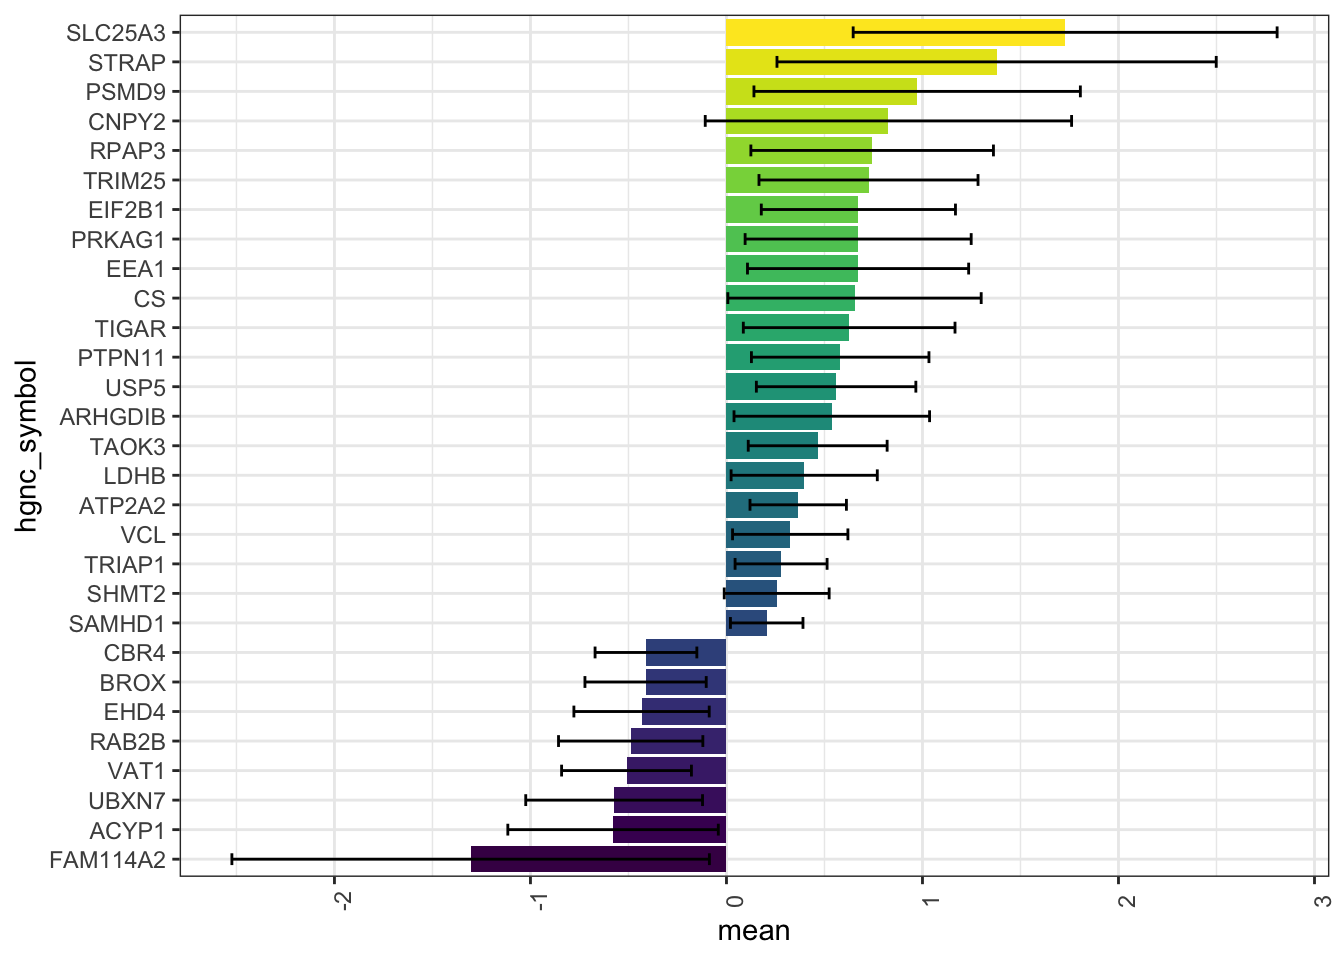 SLC25A3
STRAP
PSMD9
CNPY2
RPAP3
TRIM25
EIF2B1
PRKAG1
EEA1
CS
TIGAR
PTPN11
USP5
ARHGDIB
TAOK3
LDHB
ATP2A2
VCL
TRIAP1
SHMT2
SAMHD1
CBR4
BROX
EHD4
RAB2B
VAT1
UBXN7
ACYP1
FAM114A2
hgnc_symbol
-2 -1 0 1 2 3
mean